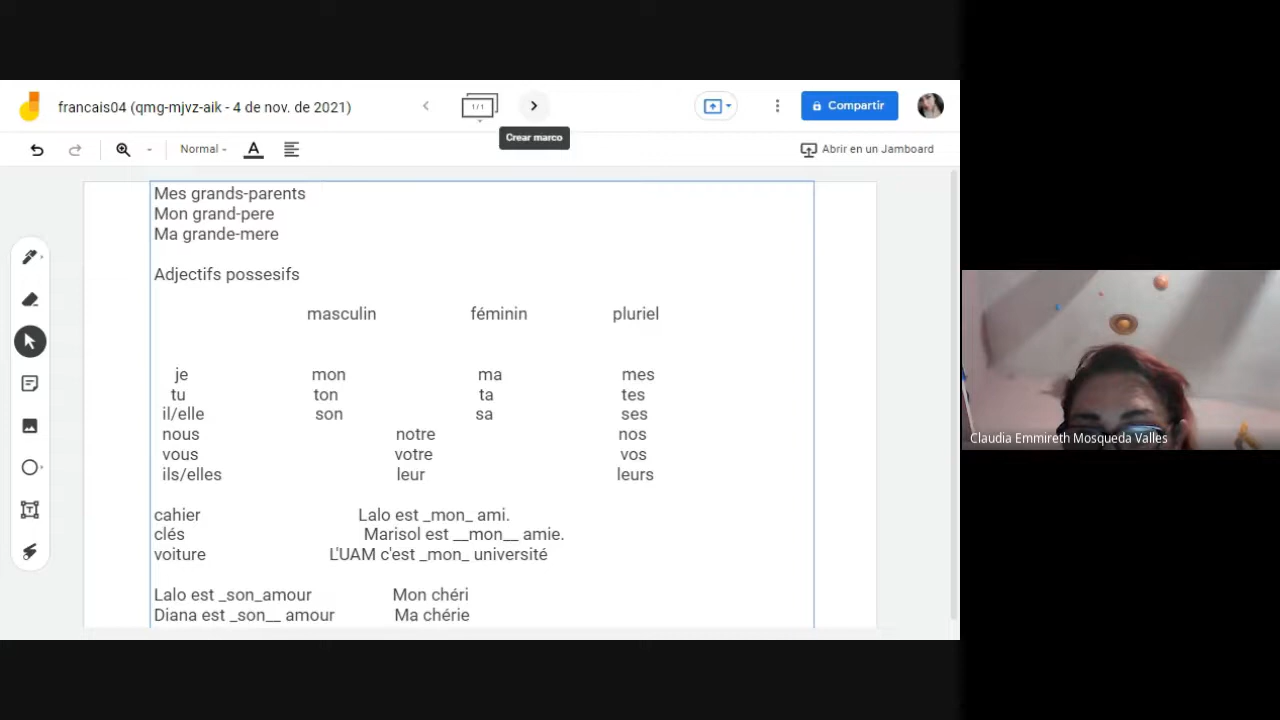 francais04 (qmg-mjvz-aik - 4 de nov. de 2021)
1/1
Compartir
Crear marco
Normal
A
Abrir en un Jamboard
Mes grands-parents
Mon grand-pere
Ma grande-mere
Adjectifs possesifs
masculin féminin pluriel
je mon ma mes
tu ton ta tes
il/elle son sa ses
nous notre nos
vous votre vos
ils/elles leur leurs
cahier Lalo est _mon_ ami.
clés Marisol est __mon__ amie.
voiture L'UAM c'est _mon_ université
Lalo est _son_amour Mon chéri
Diana est _son__ amour Ma chérie
Claudia Emmireth Mosqueda Valles